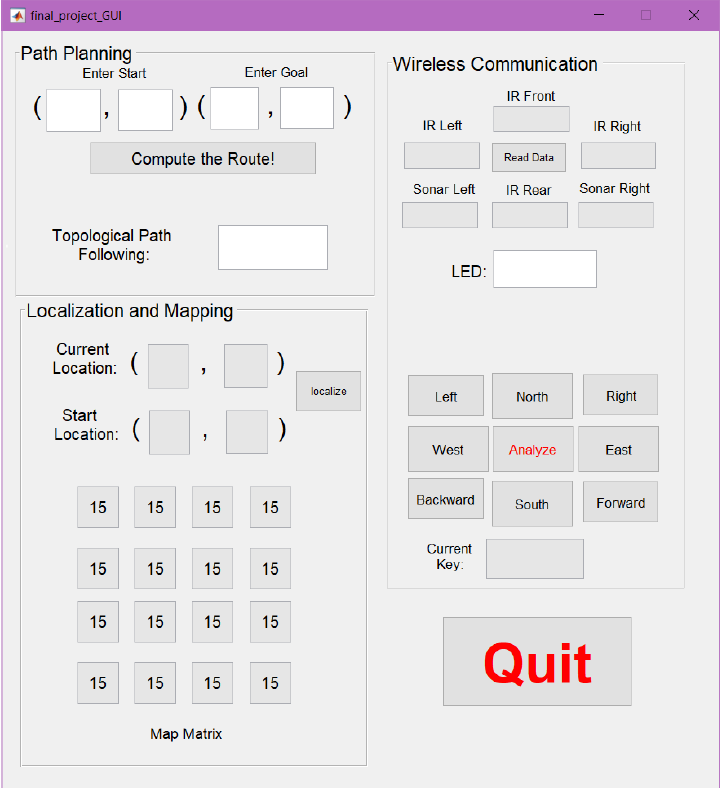 final_project_GUI
Path Planning
Enter Start
Enter Goal
( , ) ( , )
Compute the Route!
Topological Path
Following:
Localization and Mapping
Current
Location: ( , )
localize
Start
Location: ( , )
15 15 15 15
15 15 15 15
15 15 15 15
15 15 15 15
Map Matrix
Wireless Communication
IR Front
IR Left
IR Right
Read Data
Sonar Left
IR Rear
Sonar Right
LED:
Left
North
Right
West
Analyze
East
Backward
South
Forward
Current
Key:
Quit